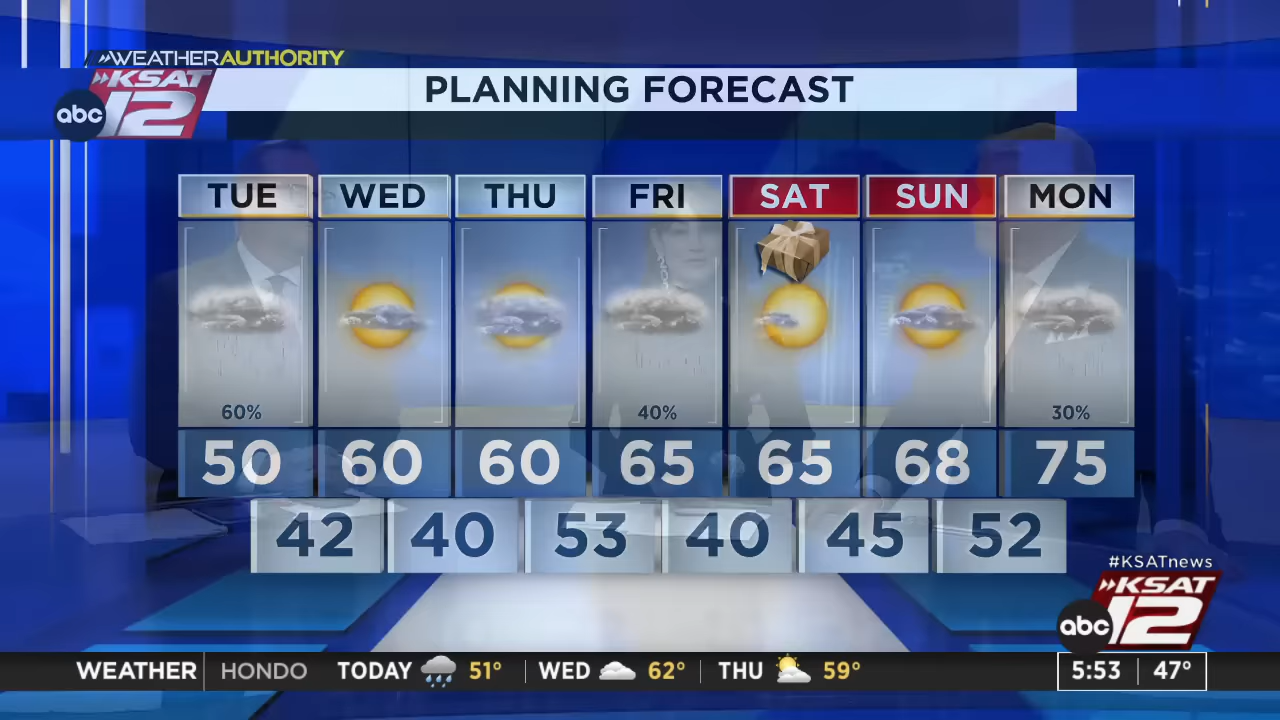 WEATHERAUTHORITY
KSAT
abc 12
PLANNING FORECAST
TUE WED THU FRI SAT SUN MON
60% 40% 30%
50 60 60 65 65 68 75
42 40 53 40 45 52
#KSATnews
KSAT
abc 12
WEATHER HONDO TODAY 51° WED 62° THU 59° 5:53 47°